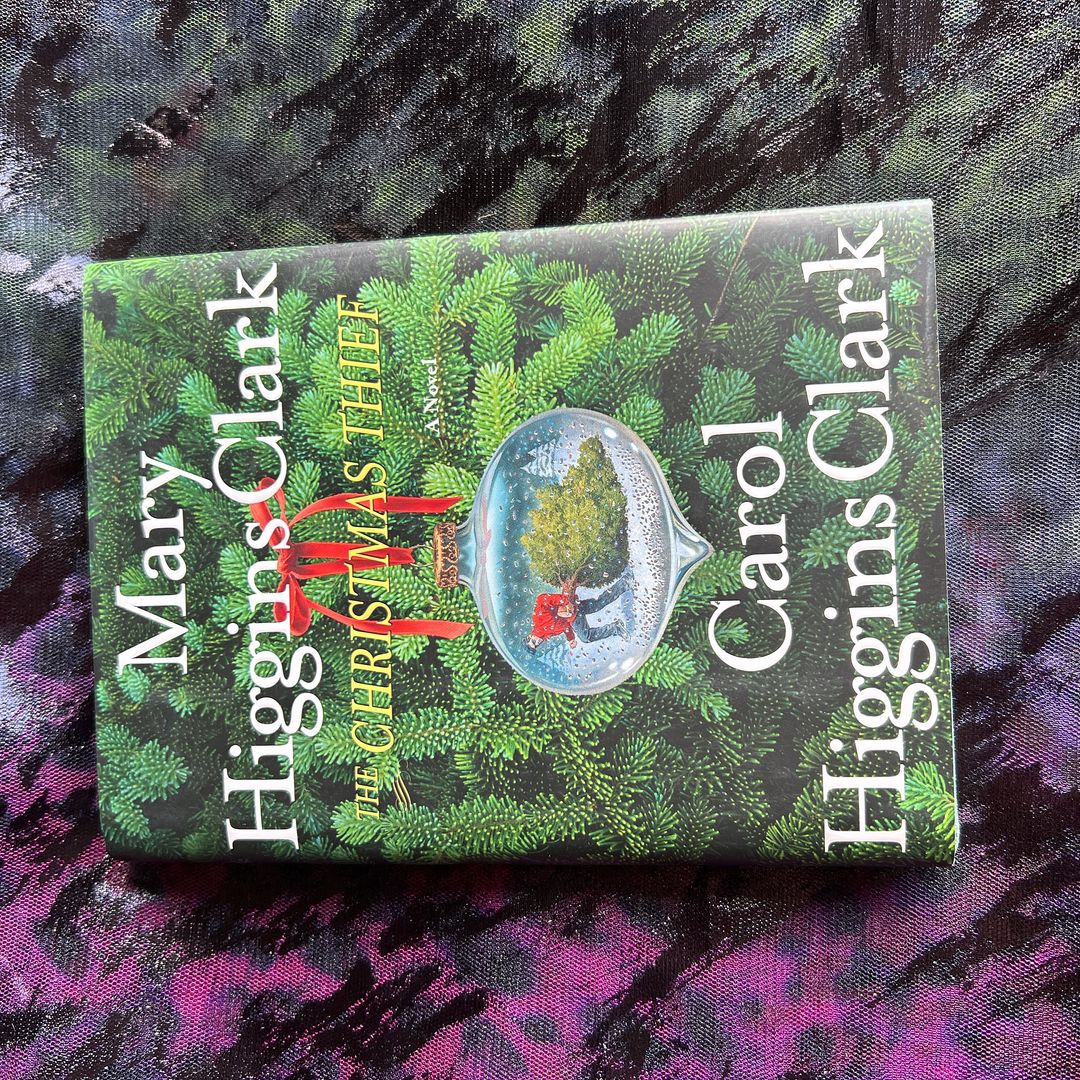 Mary
Higgins Clark
THE CHRISTMAS THIEF
A Novel
Carol
Higgins Clark